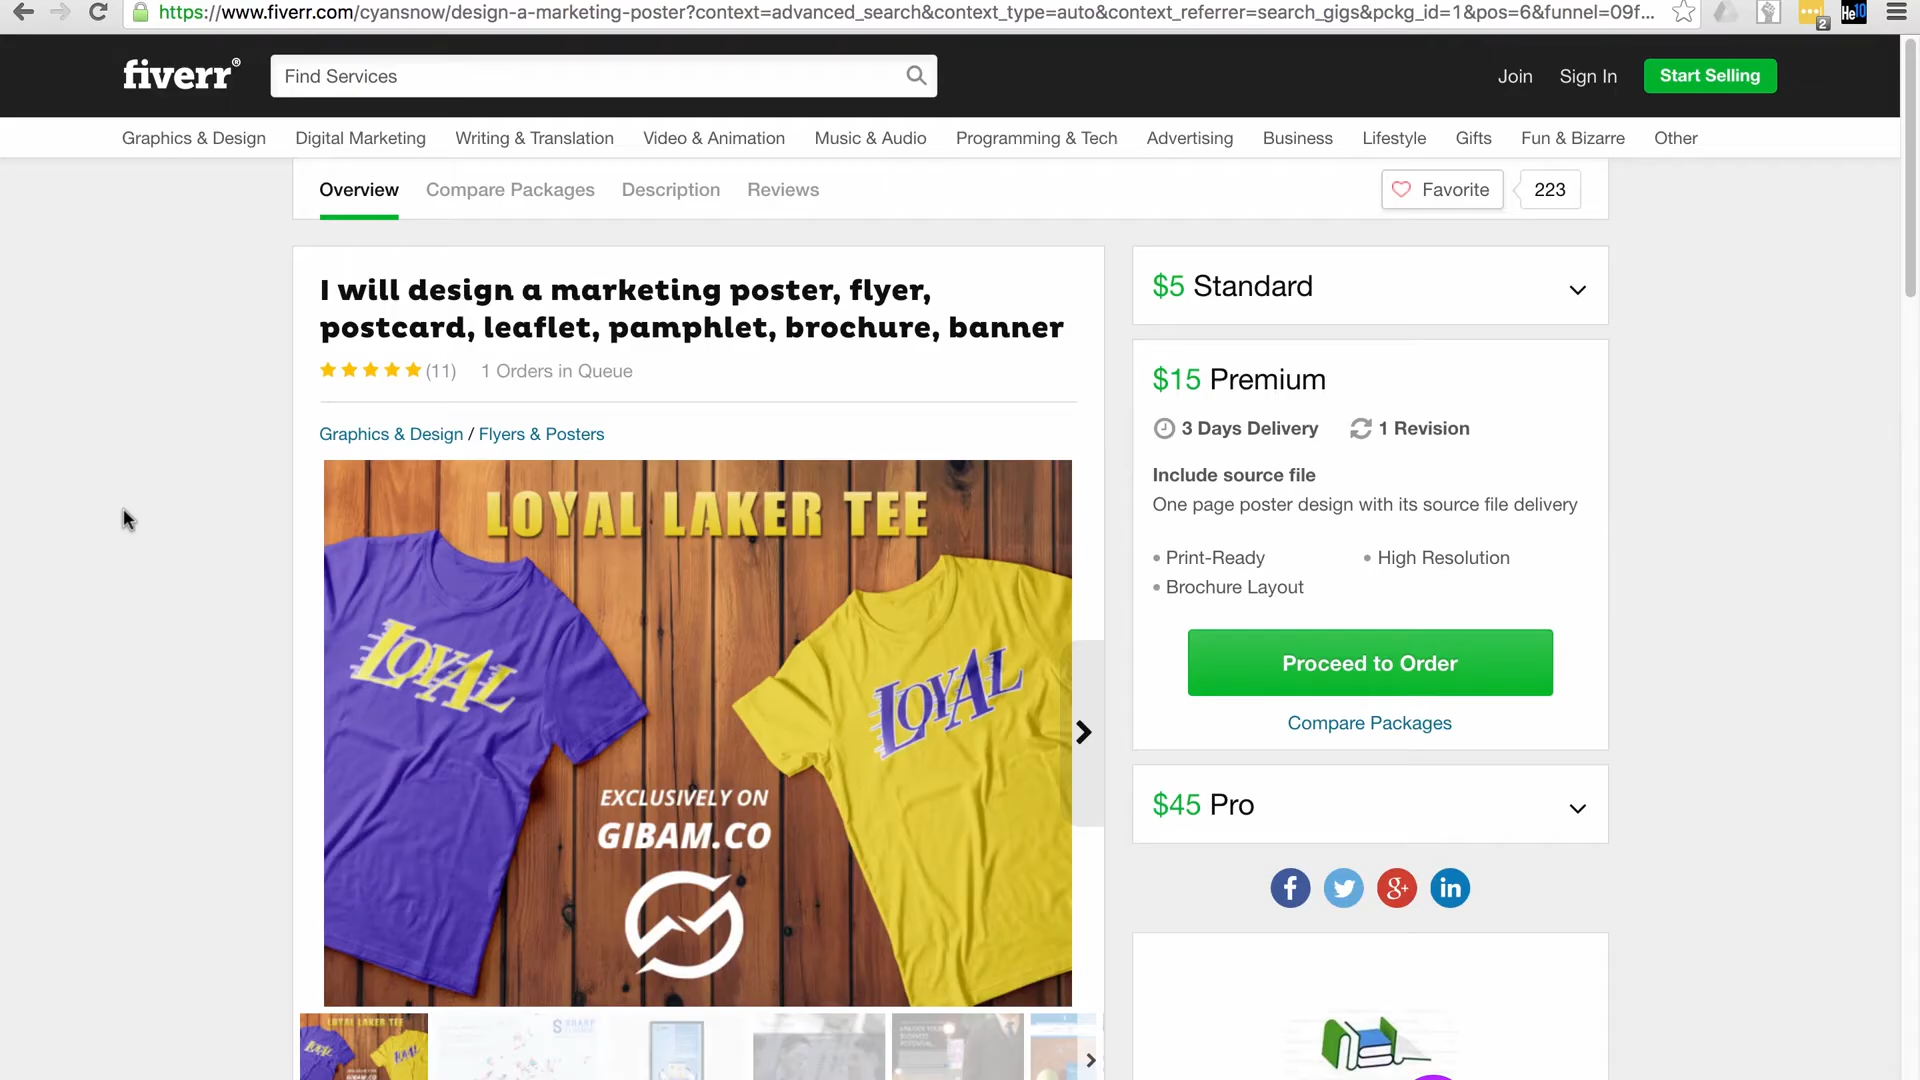 https://www.fiverr.com/cyansnow/design-a-marketing-poster?context=advanced_search&context_type=auto&context_referrer=search_gigs&pckg_id=1&pos=6&funnel=09f...
2
He10
fiverr®
Find Services
Join
Sign In
Start Selling
Graphics & Design
Digital Marketing
Writing & Translation
Video & Animation
Music & Audio
Programming & Tech
Advertising
Business
Lifestyle
Gifts
Fun & Bizarre
Other
Overview
Compare Packages
Description
Reviews
Favorite
223
I will design a marketing poster, flyer,
postcard, leaflet, pamphlet, brochure, banner
(11)
1 Orders in Queue
Graphics & Design / Flyers & Posters
LOYAL LAKER TEE
LOYAL
LOYAL
EXCLUSIVELY ON
GIBAM.CO
LOYAL LAKER TEE
$5 Standard
$15 Premium
3 Days Delivery
1 Revision
Include source file
One page poster design with its source file delivery
• Print-Ready
• High Resolution
• Brochure Layout
Proceed to Order
Compare Packages
$45 Pro
f
g+
in